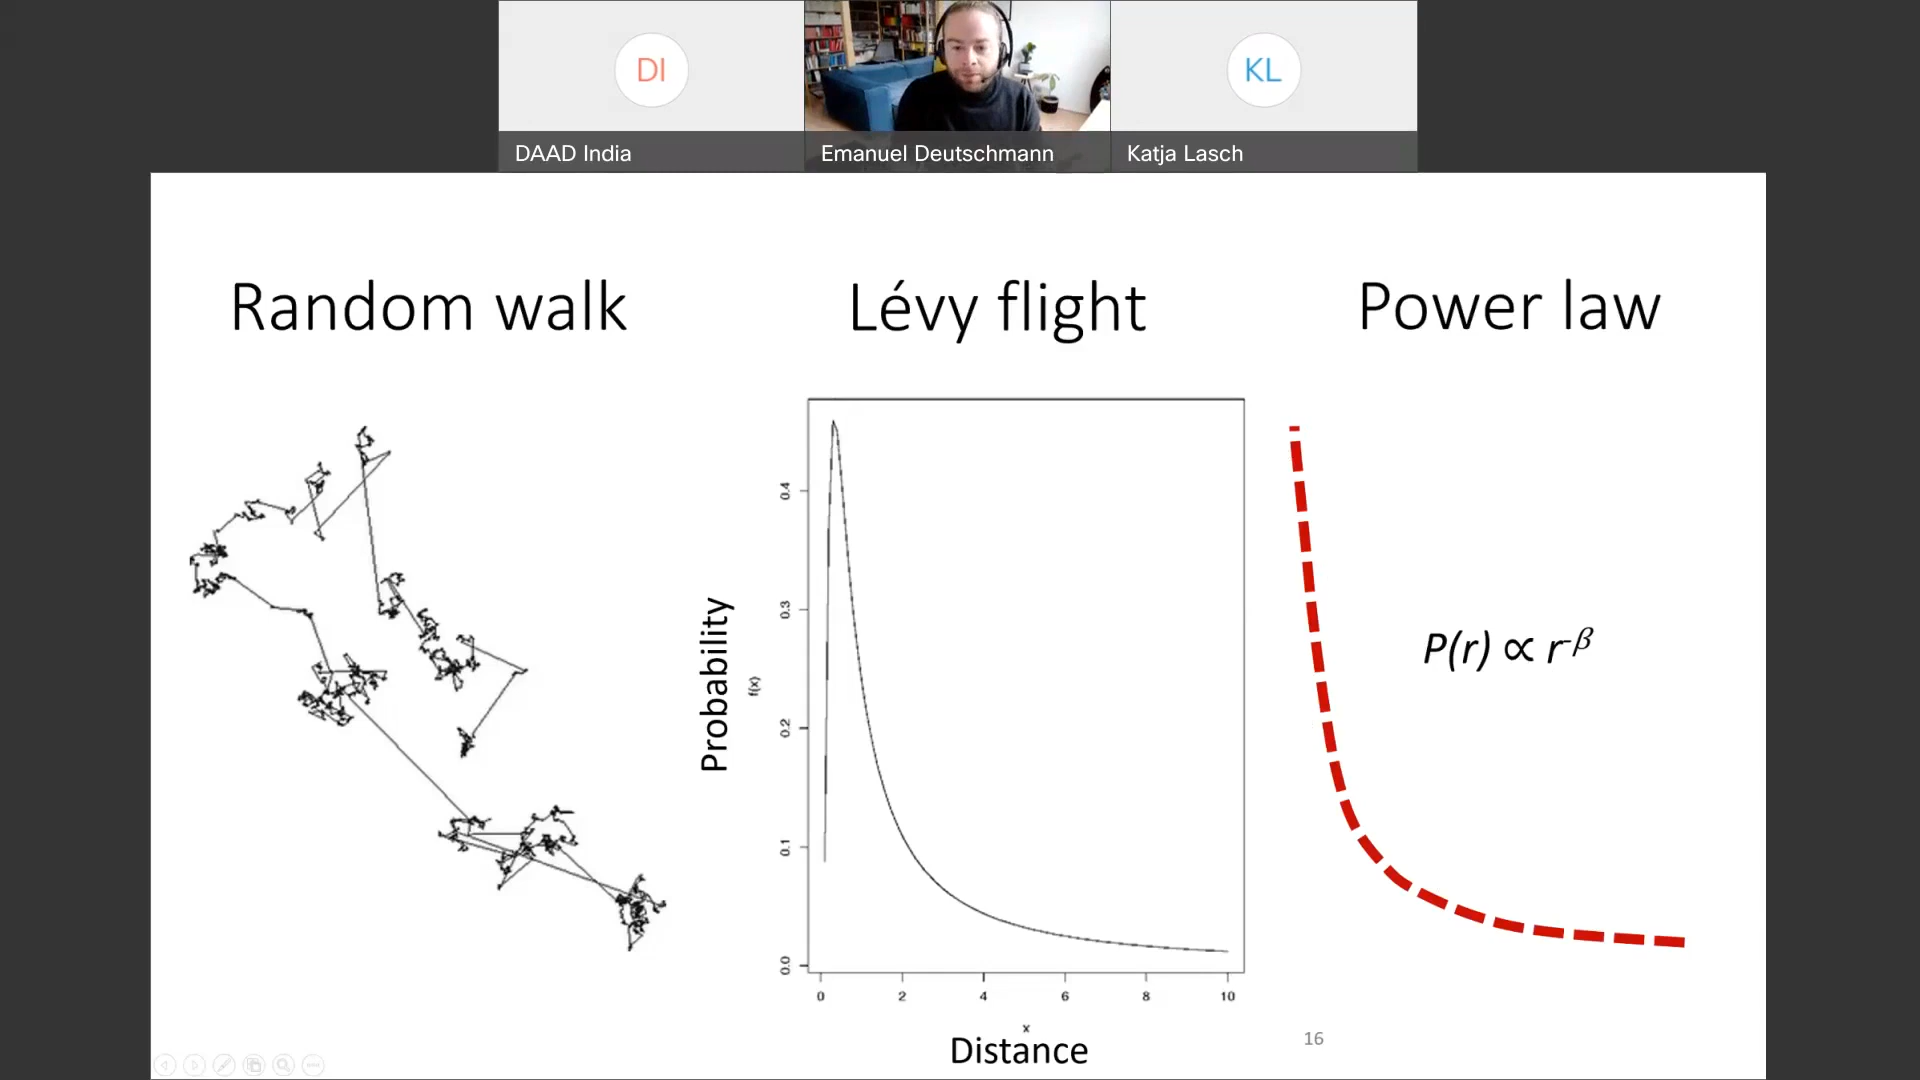 DI
KL
DAAD India
Emanuel Deutschmann
Katja Lasch
Random walk
Lévy flight
Power law
Probability
f(x)
0.4
0.3
0.2
0.1
0.0
0 2 4 6 8 10
x
Distance
P(r) ∝ r^-β
16